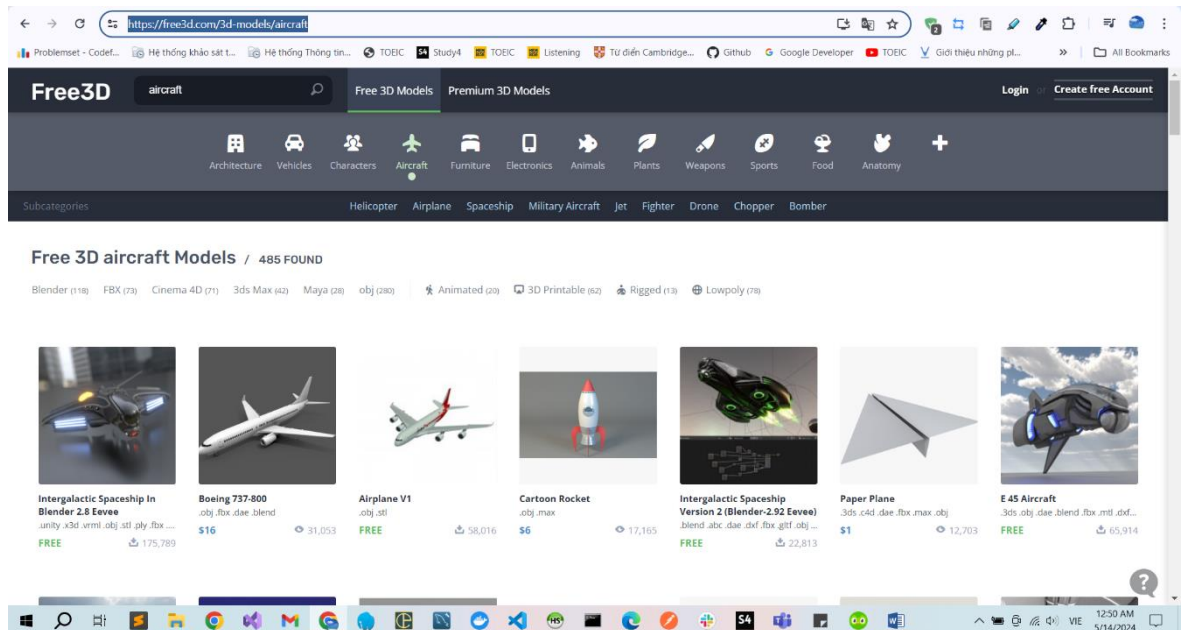 https://free3d.com/3d-models/aircraft
Problemset - Codef... Hệ thống khảo sát t... Hệ thống Thông tin... TOEIC S4 Study4 TOEIC Listening Từ điển Cambridge... Github Google Developer TOEIC Giới thiệu những pl... » All Bookmarks
Free3D aircraft Free 3D Models Premium 3D Models Login or Create free Account
Architecture Vehicles Characters Aircraft Furniture Electronics Animals Plants Weapons Sports Food Anatomy
Subcategories Helicopter Airplane Spaceship Military Aircraft Jet Fighter Drone Chopper Bomber
Free 3D aircraft Models / 485 FOUND
Blender (118) FBX (73) Cinema 4D (71) 3ds Max (42) Maya (28) obj (280) Animated (20) 3D Printable (62) Rigged (13) Lowpoly (78)
Intergalactic Spaceship In Blender 2.8 Eevee
.unity .x3d .vrml .obj .stl .ply .fbx ....
FREE 175,789
Boeing 737-800
.obj .fbx .dae .blend
$16 31,053
Airplane V1
.obj .stl
FREE 58,016
Cartoon Rocket
.obj .max
$6 17,165
Intergalactic Spaceship
Version 2 (Blender-2.92 Eevee)
.blend .abc .dae .dxf .fbx .gltf .obj ...
FREE 22,813
Paper Plane
.3ds .c4d .dae .fbx .max .obj
$1 12,703
E 45 Aircraft
.3ds .obj .dae .blend .fbx .mtl .dxf...
FREE 65,914
?
S4 VIE 12:50 AM
5/14/2024